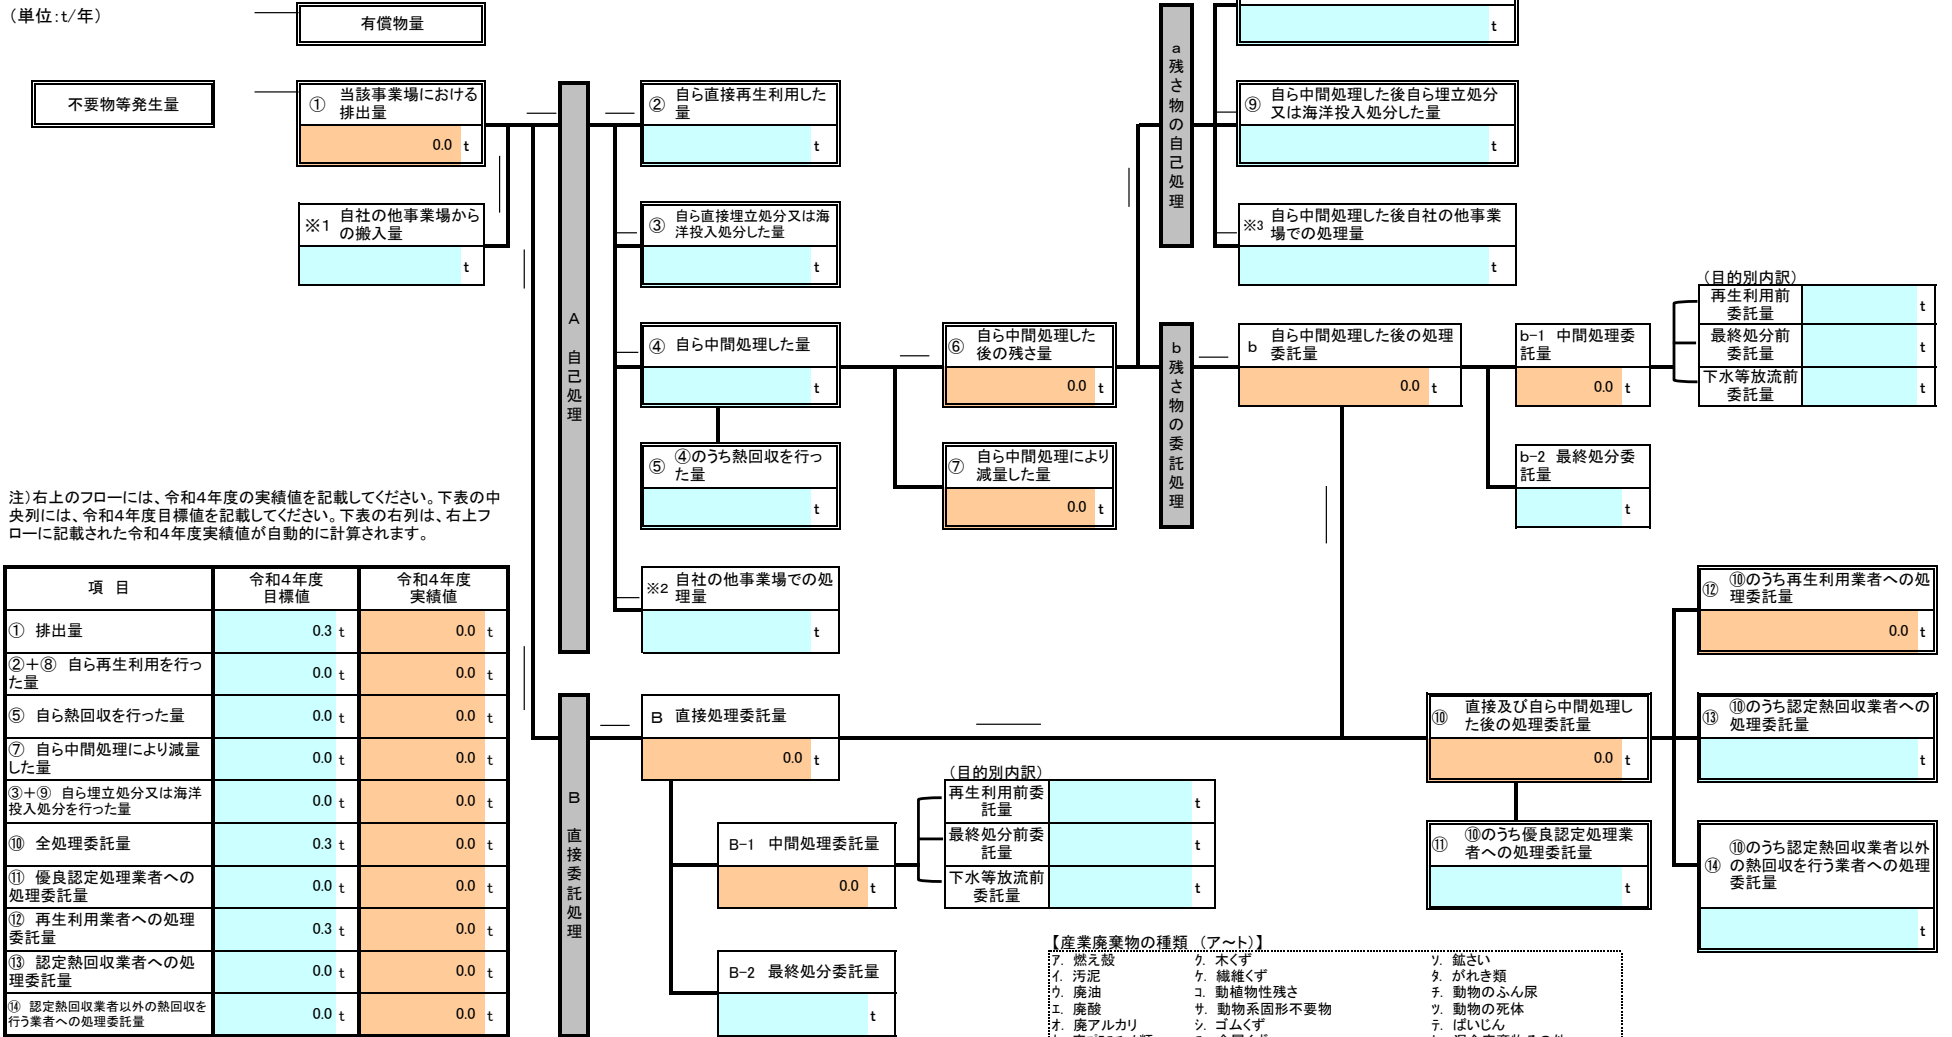 (単位:t/年)
有償物量
t
不要物等発生量
① 当該事業場における
排出量
0.0 t
※1 自社の他事業場から
の搬入量
t
A 自己処理
② 自ら直接再生利用した
量
t
③ 自ら直接埋立処分又は海
洋投入処分した量
t
④ 自ら中間処理した量
t
⑤ ④のうち熱回収を行っ
た量
t
※2 自社の他事業場での処
理量
t
⑥ 自ら中間処理した
後の残さ量
0.0 t
⑦ 自ら中間処理により
減量した量
0.0 t
a 残さ物の自己処理
⑨ 自ら中間処理した後自ら埋立処分
又は海洋投入処分した量
t
※3 自ら中間処理した後自社の他事業
場での処理量
t
b 残さ物の委託処理
b 自ら中間処理した後の処理
委託量
0.0 t
b-1 中間処理委
託量
0.0 t
b-2 最終処分委
託量
t
(目的別内訳)
再生利用前
委託量
t
最終処分前
委託量
t
下水等放流前
委託量
t
注)右上のフローには、令和4年度の実績値を記載してください。下表の中
央列には、令和4年度目標値を記載してください。下表の右列は、右上フ
ローに記載された令和4年度実績値が自動的に計算されます。
項 目 令和4年度
目標値 令和4年度
実績値
① 排出量 0.3 t 0.0 t
②+⑧ 自ら再生利用を行っ
た量 0.0 t 0.0 t
⑤ 自ら熱回収を行った量 0.0 t 0.0 t
⑦ 自ら中間処理により減量
した量 0.0 t 0.0 t
③+⑨ 自ら埋立処分又は海洋
投入処分を行った量 0.0 t 0.0 t
⑩ 全処理委託量 0.3 t 0.0 t
⑪ 優良認定処理業者への
処理委託量 0.0 t 0.0 t
⑫ 再生利用業者への処理
委託量 0.3 t 0.0 t
⑬ 認定熱回収業者への処
理委託量 0.0 t 0.0 t
⑭ 認定熱回収業者以外の熱回収を
行う業者への処理委託量 0.0 t 0.0 t
B 直接委託処理
B 直接処理委託量
0.0 t
B-1 中間処理委託量
0.0 t
B-2 最終処分委託量
t
(目的別内訳)
再生利用前委
託量
t
最終処分前委
託量
t
下水等放流前
委託量
t
⑩ 直接及び自ら中間処理し
た後の処理委託量
0.0 t
⑪ ⑩のうち優良認定処理業
者への処理委託量
t
⑫ ⑩のうち再生利用業者への処
理委託量
0.0 t
⑬ ⑩のうち認定熱回収業者への
処理委託量
t
⑭ ⑩のうち認定熱回収業者以外
の熱回収を行う業者への処理
委託量
t
【産業廃棄物の種類 (ア~ト)】
ア. 燃え殻 ク. 木くず ソ. 鉱さい
イ. 汚泥 ケ. 繊維くず タ. がれき類
ウ. 廃油 コ. 動植物性残さ チ. 動物のふん尿
エ. 廃酸 サ. 動物系固形不要物 ツ. 動物の死体
オ. 廃アルカリ シ. ゴムくず テ. ばいじん